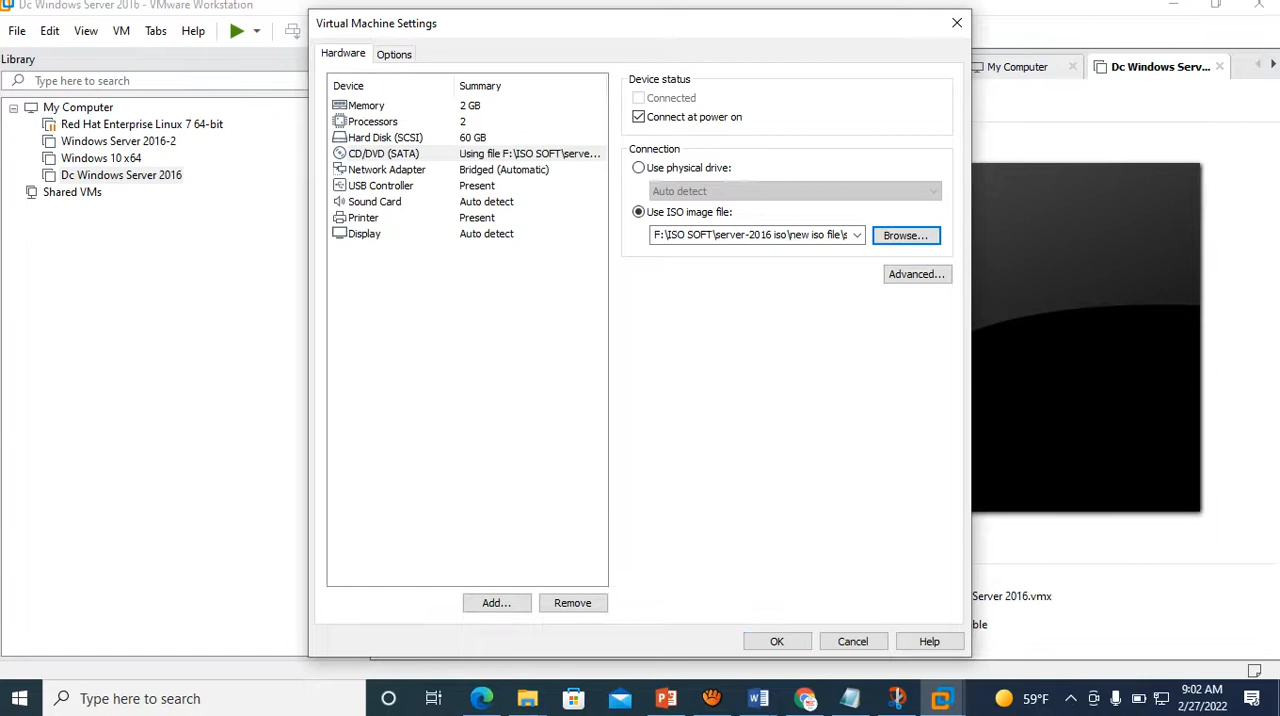 Dc Windows Server 2016 - VMware Workstation
File Edit View VM Tabs Help
Library
Type here to search
My Computer
Red Hat Enterprise Linux 7 64-bit
Windows Server 2016-2
Windows 10 x64
Dc Windows Server 2016
Shared VMs
Virtual Machine Settings
Hardware Options
Device Summary
Memory 2 GB
Processors 2
Hard Disk (SCSI) 60 GB
CD/DVD (SATA) Using file F:\ISO SOFT\serve...
Network Adapter Bridged (Automatic)
USB Controller Present
Sound Card Auto detect
Printer Present
Display Auto detect
Add... Remove
Device status
Connected
Connect at power on
Connection
Use physical drive:
Auto detect
Use ISO image file:
F:\ISO SOFT\server-2016 iso\new iso file\s Browse...
Advanced...
OK Cancel Help
My Computer Dc Windows Serv...
Server 2016.vmx
ble
Type here to search
59°F
9:02 AM
2/27/2022